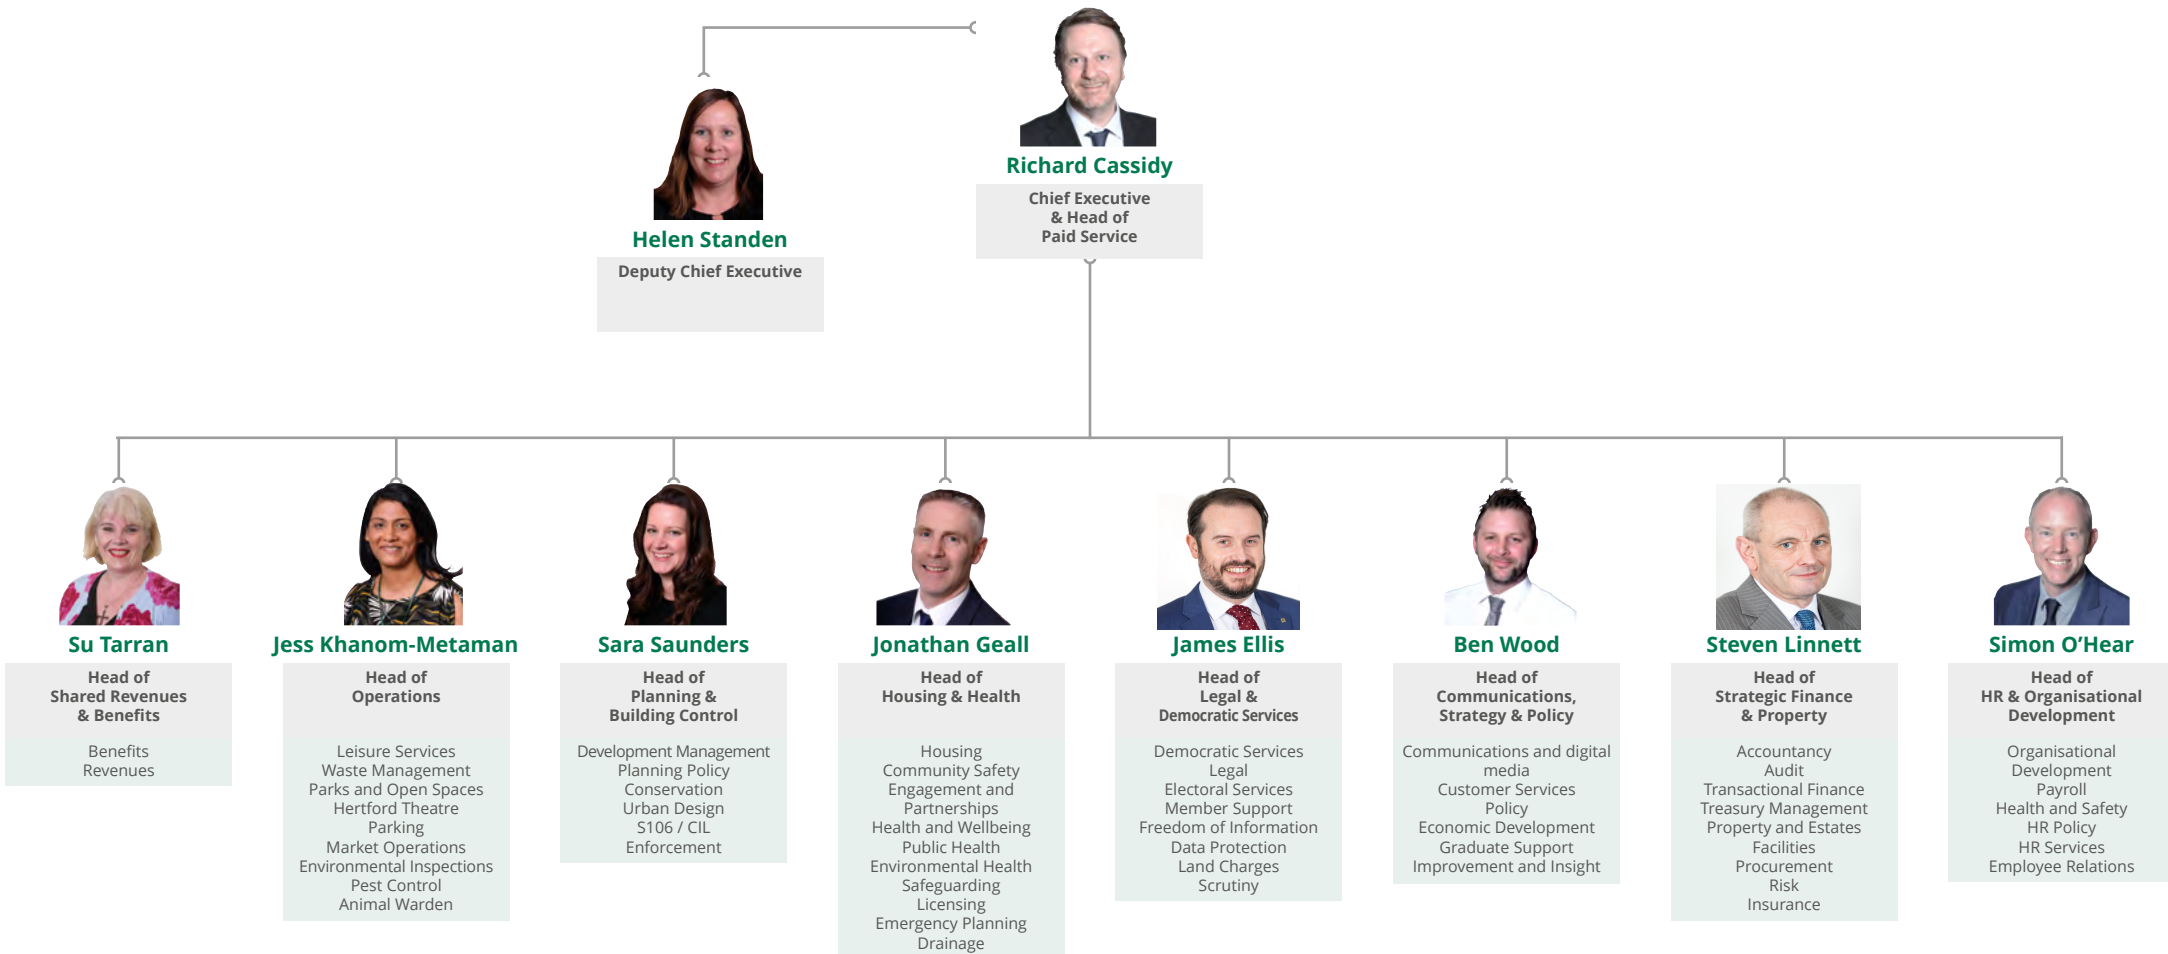 Richard Cassidy
Chief Executive
& Head of
Paid Service
Helen Standen
Deputy Chief Executive
Su Tarran
Head of
Shared Revenues
& Benefits
Benefits
Revenues
Jess Khanom-Metaman
Head of
Operations
Leisure Services
Waste Management
Parks and Open Spaces
Hertford Theatre
Parking
Market Operations
Environmental Inspections
Pest Control
Animal Warden
Sara Saunders
Head of
Planning &
Building Control
Development Management
Planning Policy
Conservation
Urban Design
S106 / CIL
Enforcement
Jonathan Geall
Head of
Housing & Health
Housing
Community Safety
Engagement and
Partnerships
Health and Wellbeing
Public Health
Environmental Health
Safeguarding
Licensing
Emergency Planning
Drainage
James Ellis
Head of
Legal &
Democratic Services
Democratic Services
Legal
Electoral Services
Member Support
Freedom of Information
Data Protection
Land Charges
Scrutiny
Ben Wood
Head of
Communications,
Strategy & Policy
Communications and digital
media
Customer Services
Policy
Economic Development
Graduate Support
Improvement and Insight
Steven Linnett
Head of
Strategic Finance
& Property
Accountancy
Audit
Transactional Finance
Treasury Management
Property and Estates
Facilities
Procurement
Risk
Insurance
Simon O’Hear
Head of
HR & Organisational
Development
Organisational
Development
Payroll
Health and Safety
HR Policy
HR Services
Employee Relations